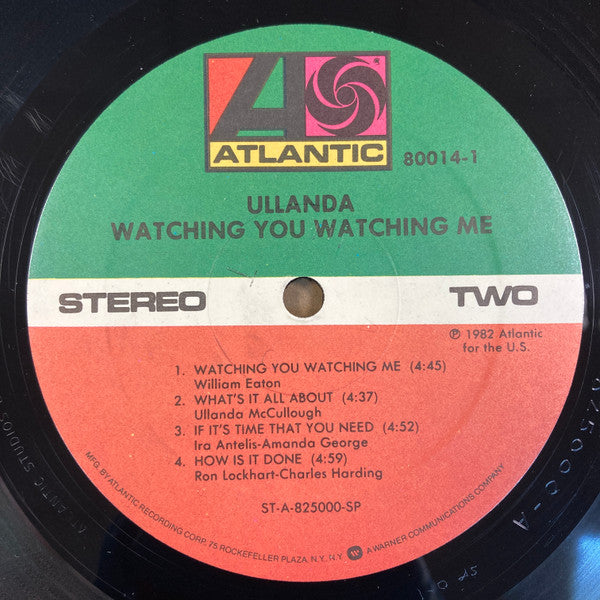 ATLANTIC
80014-1
ULLANDA
WATCHING YOU WATCHING ME
STEREO
TWO
℗ 1982 Atlantic
for the U.S.
1. WATCHING YOU WATCHING ME (4:45)
William Eaton
2. WHAT'S IT ALL ABOUT (4:37)
Ullanda McCullough
3. IF IT'S TIME THAT YOU NEED (4:52)
Ira Antelis-Amanda George
4. HOW IS IT DONE (4:59)
Ron Lockhart-Charles Harding
ST-A-825000-SP
MFG. BY ATLANTIC RECORDING CORP. 75 ROCKEFELLER PLAZA, N.Y. N.Y. A WARNER COMMUNICATIONS COMPANY
ATLANTIC STUDIOS